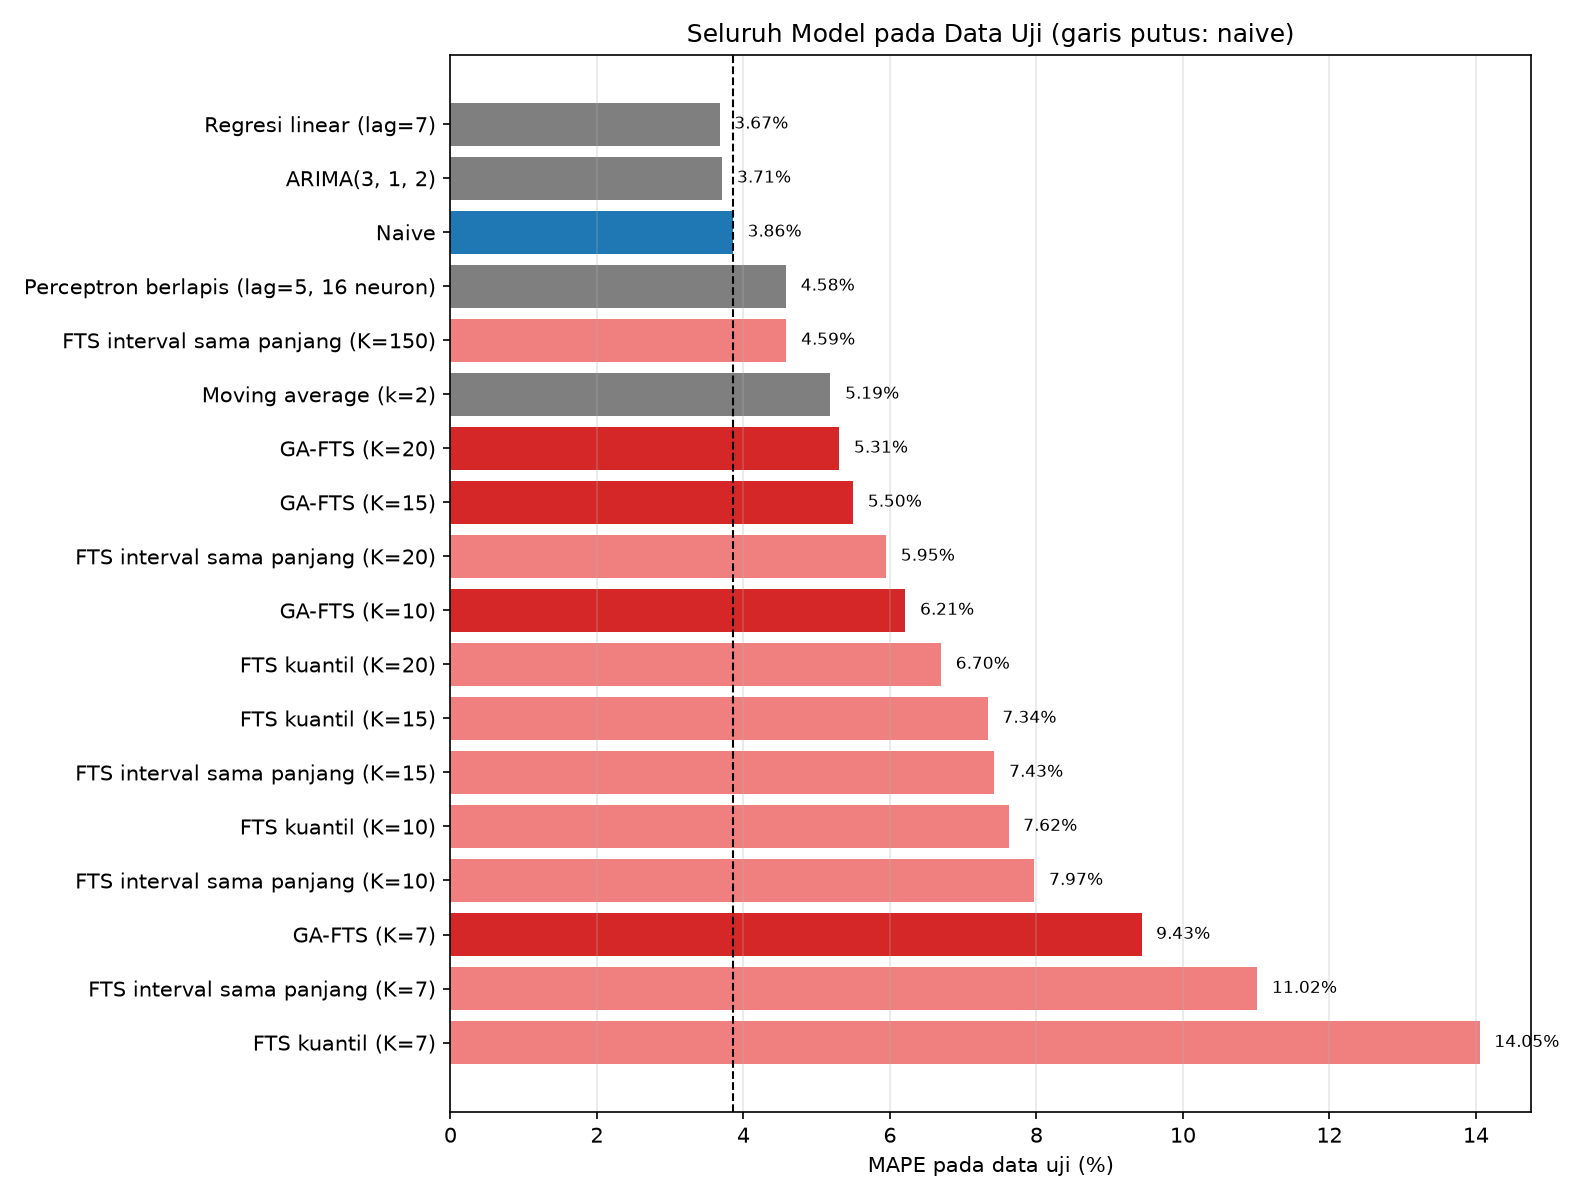 Seluruh Model pada Data Uji (garis putus: naive)
Regresi linear (lag=7) 3.67%
ARIMA(3, 1, 2) 3.71%
Naive 3.86%
Perceptron berlapis (lag=5, 16 neuron) 4.58%
FTS interval sama panjang (K=150) 4.59%
Moving average (k=2) 5.19%
GA-FTS (K=20) 5.31%
GA-FTS (K=15) 5.50%
FTS interval sama panjang (K=20) 5.95%
GA-FTS (K=10) 6.21%
FTS kuantil (K=20) 6.70%
FTS kuantil (K=15) 7.34%
FTS interval sama panjang (K=15) 7.43%
FTS kuantil (K=10) 7.62%
FTS interval sama panjang (K=10) 7.97%
GA-FTS (K=7) 9.43%
FTS interval sama panjang (K=7) 11.02%
FTS kuantil (K=7) 14.05%
0 2 4 6 8 10 12 14
MAPE pada data uji (%)